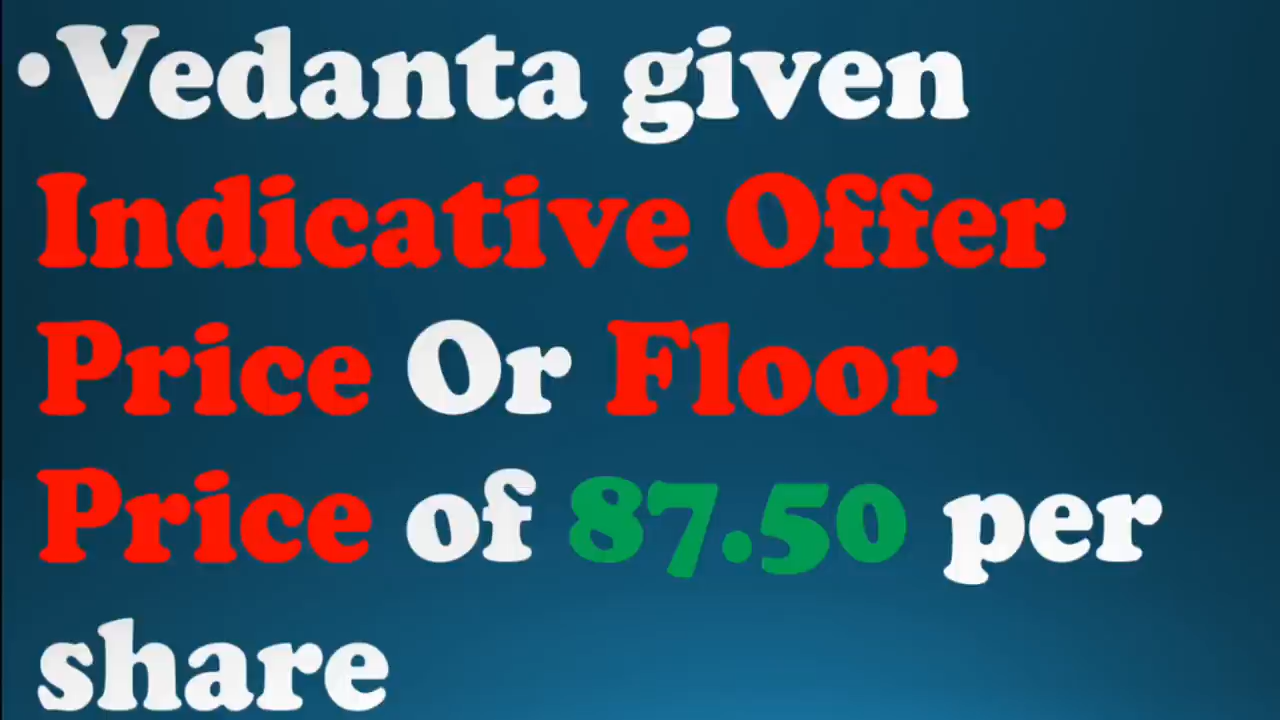 •Vedanta given
Indicative Offer
Price Or Floor
Price of 87.50 per
share